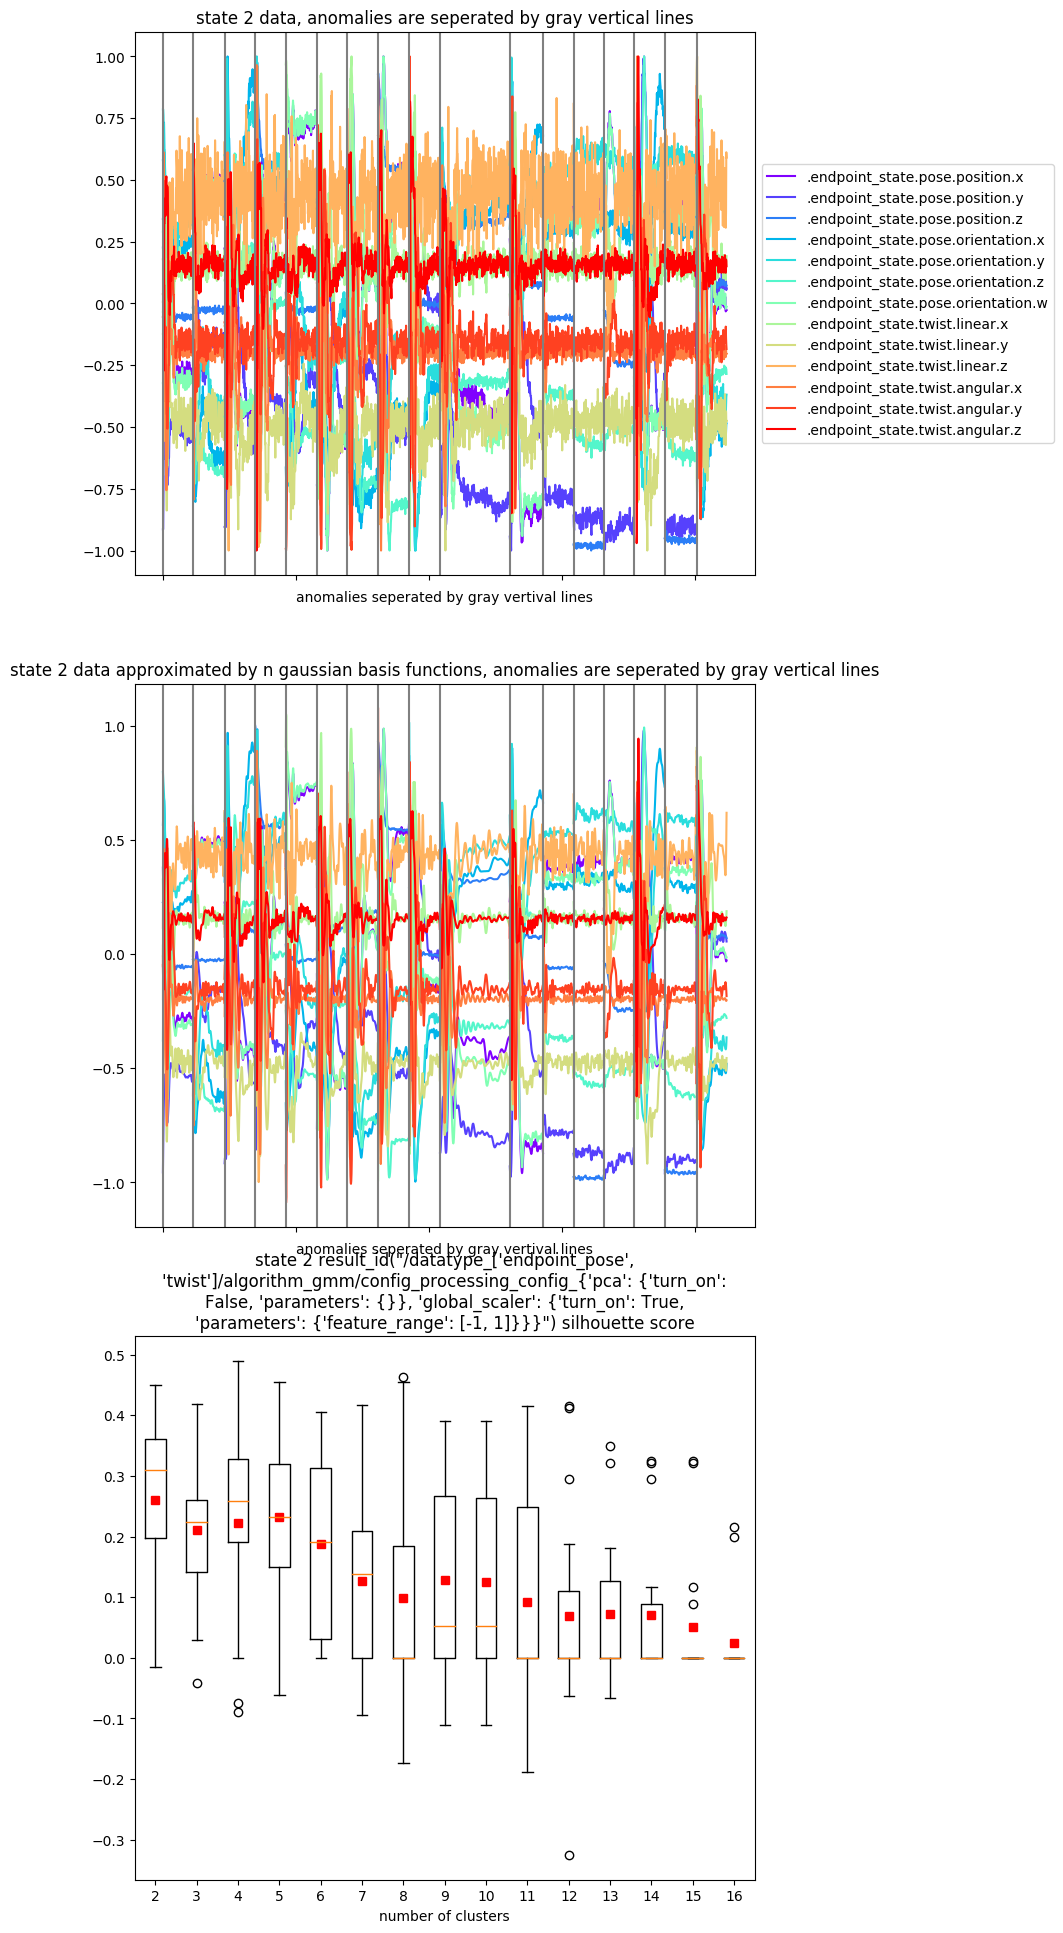 state 2 data, anomalies are seperated by gray vertical lines
1.00
0.75
0.50
0.25
0.00
−0.25
−0.50
−0.75
−1.00
anomalies seperated by gray vertival lines
.endpoint_state.pose.position.x
.endpoint_state.pose.position.y
.endpoint_state.pose.position.z
.endpoint_state.pose.orientation.x
.endpoint_state.pose.orientation.y
.endpoint_state.pose.orientation.z
.endpoint_state.pose.orientation.w
.endpoint_state.twist.linear.x
.endpoint_state.twist.linear.y
.endpoint_state.twist.linear.z
.endpoint_state.twist.angular.x
.endpoint_state.twist.angular.y
.endpoint_state.twist.angular.z
state 2 data approximated by n gaussian basis functions, anomalies are seperated by gray vertical lines
1.0
0.5
0.0
−0.5
−1.0
anomalies seperated by gray vertival lines
state 2 result_id("/datatype_['endpoint_pose',
'twist']/algorithm_gmm/config_processing_config_{'pca': {'turn_on':
False, 'parameters': {}}, 'global_scaler': {'turn_on': True,
'parameters': {'feature_range': [-1, 1]}}}") silhouette score
0.5
0.4
0.3
0.2
0.1
0.0
−0.1
−0.2
−0.3
2 3 4 5 6 7 8 9 10 11 12 13 14 15 16
number of clusters